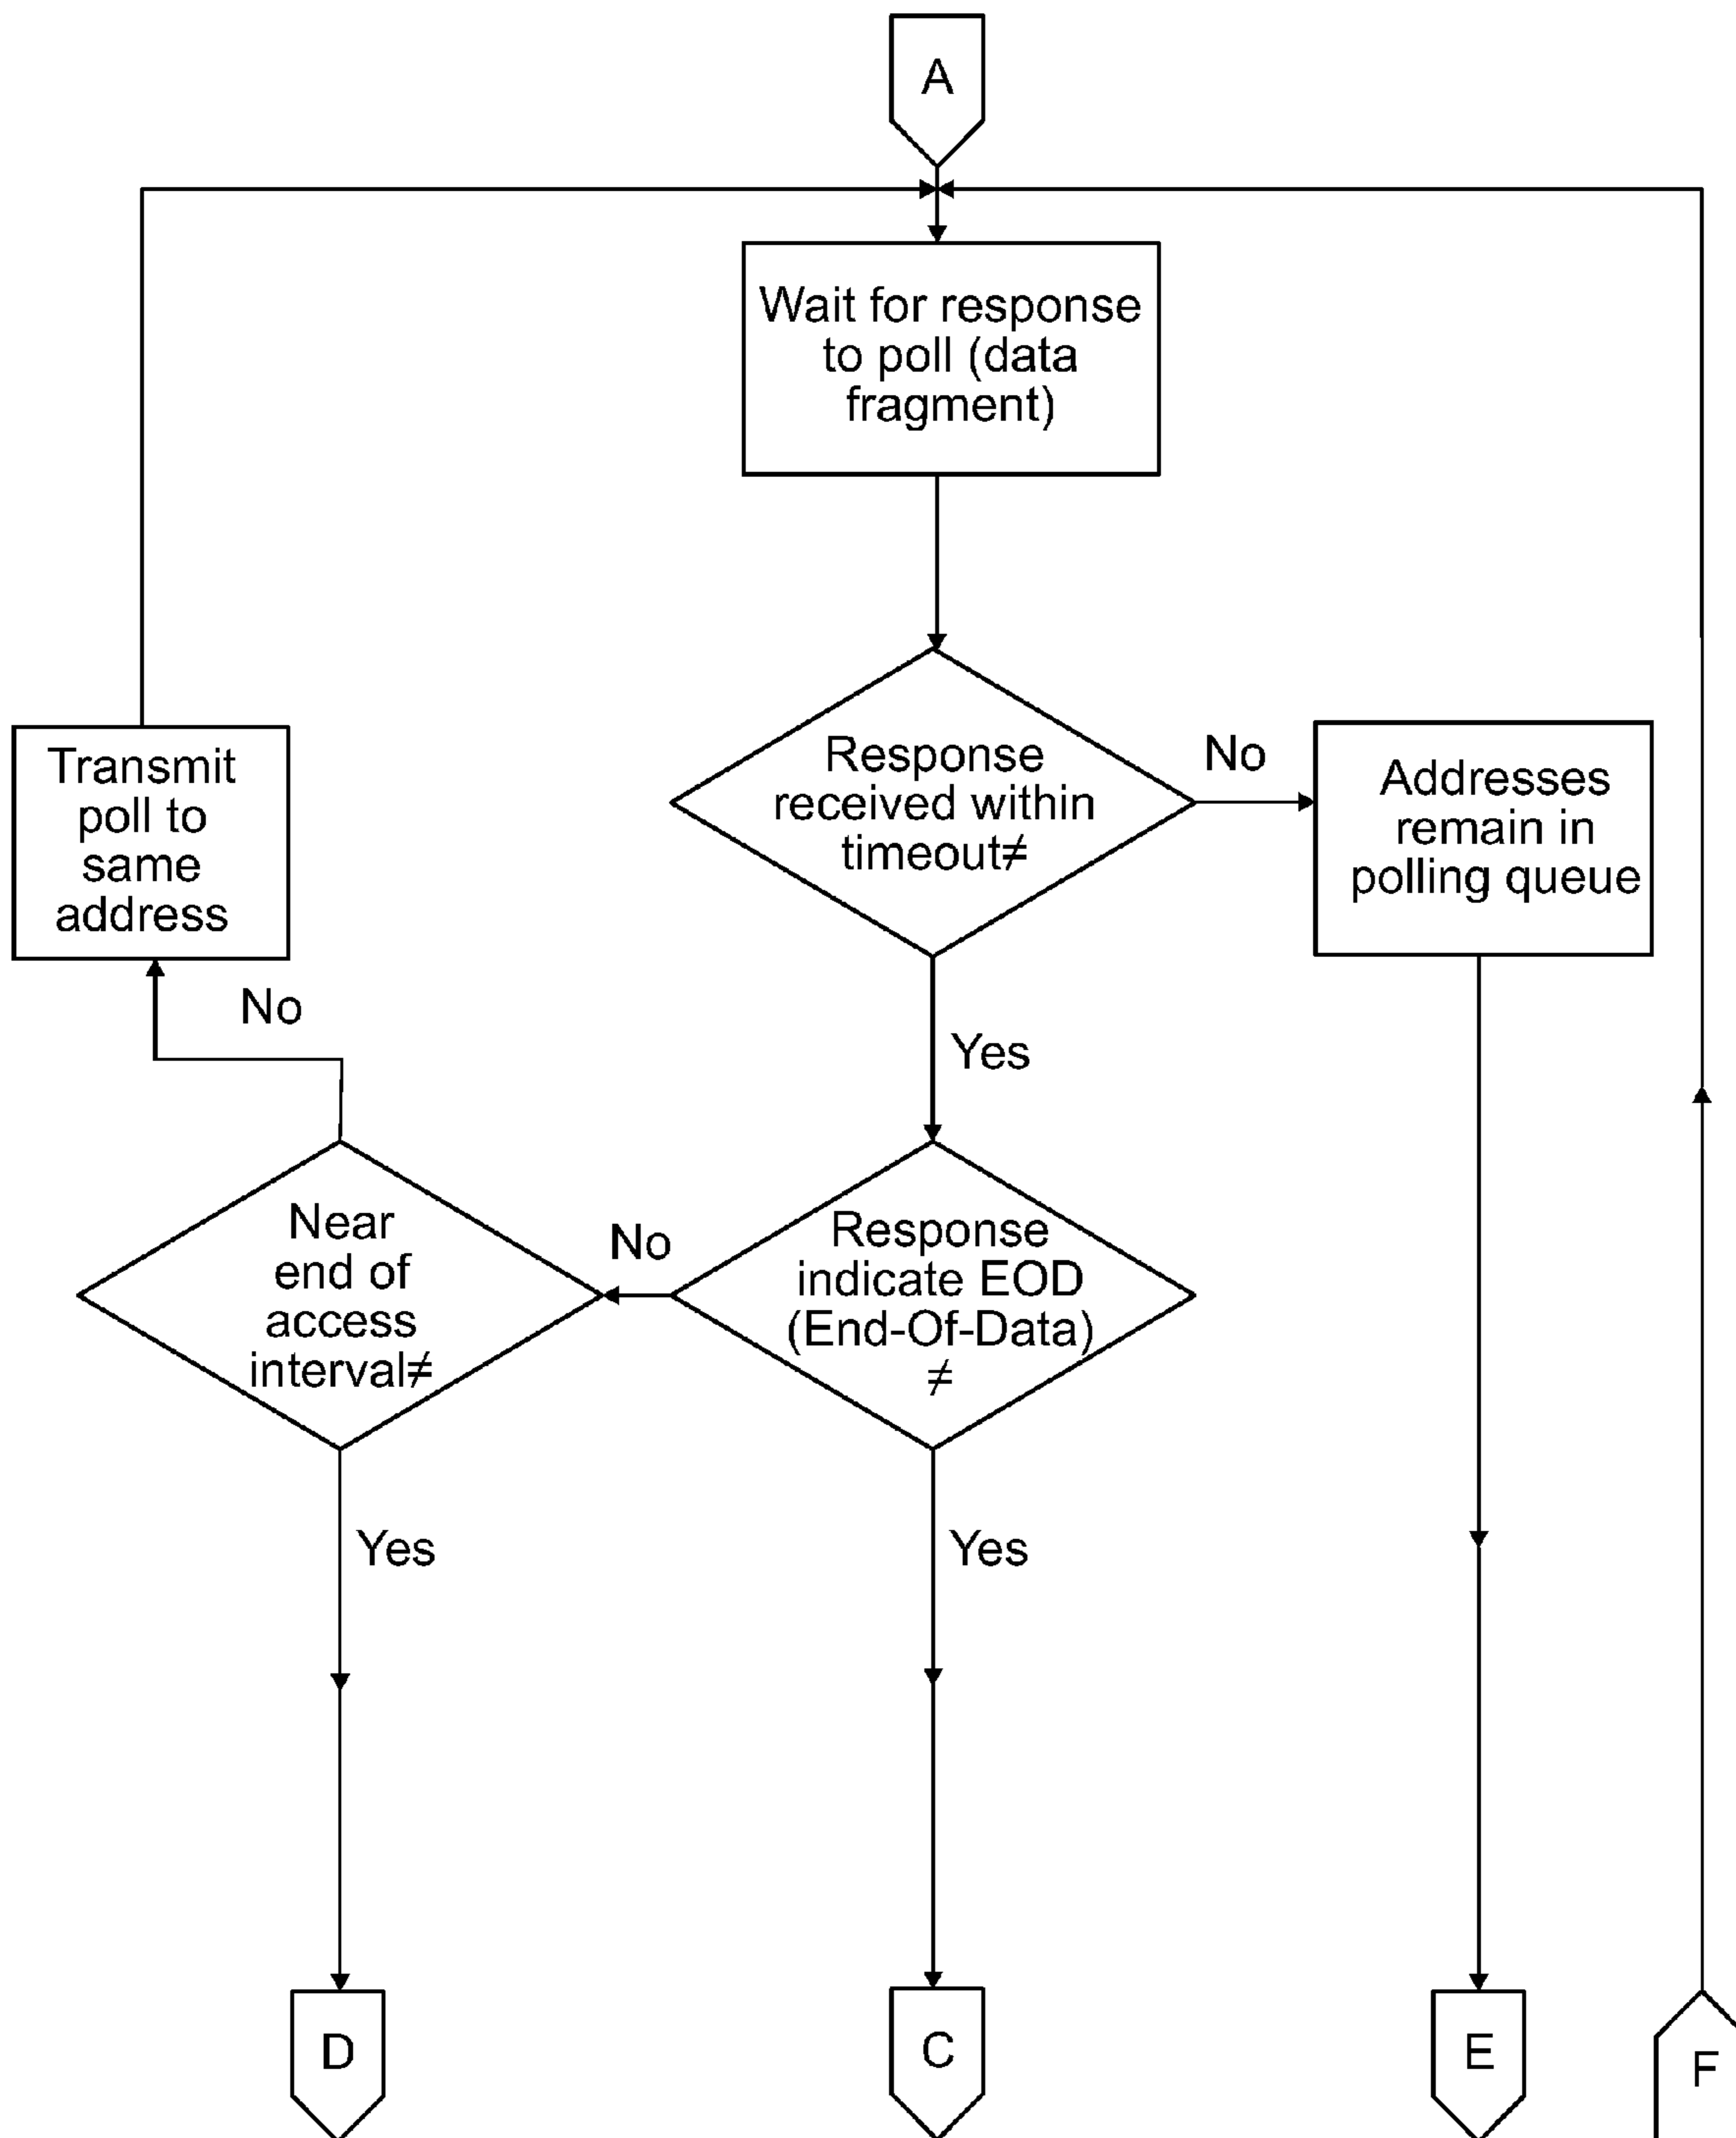 A
Wait for response
to poll (data
fragment)
Response
received within
timeout≠
No
Addresses
remain in
polling queue
Transmit
poll to
same
address
No
Yes
Near
end of
access
interval≠
No
Response
indicate EOD
(End-Of-Data)
≠
Yes
Yes
D
C
E
F